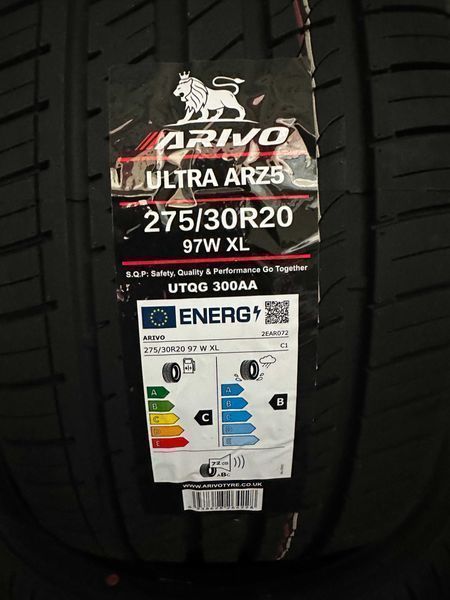 ARIVO
ULTRA ARZ5
275/30R20
97W XL
S.Q.P: Safety, Quality & Performance Go Together
UTQG 300AA
ENERG
ARIVO 2EAR072
275/30R20 97 W XL C1
A A
B B
C C B
D C D
E E
72 dB
ABC
WWW.ARIVOTYRE.CO.UK